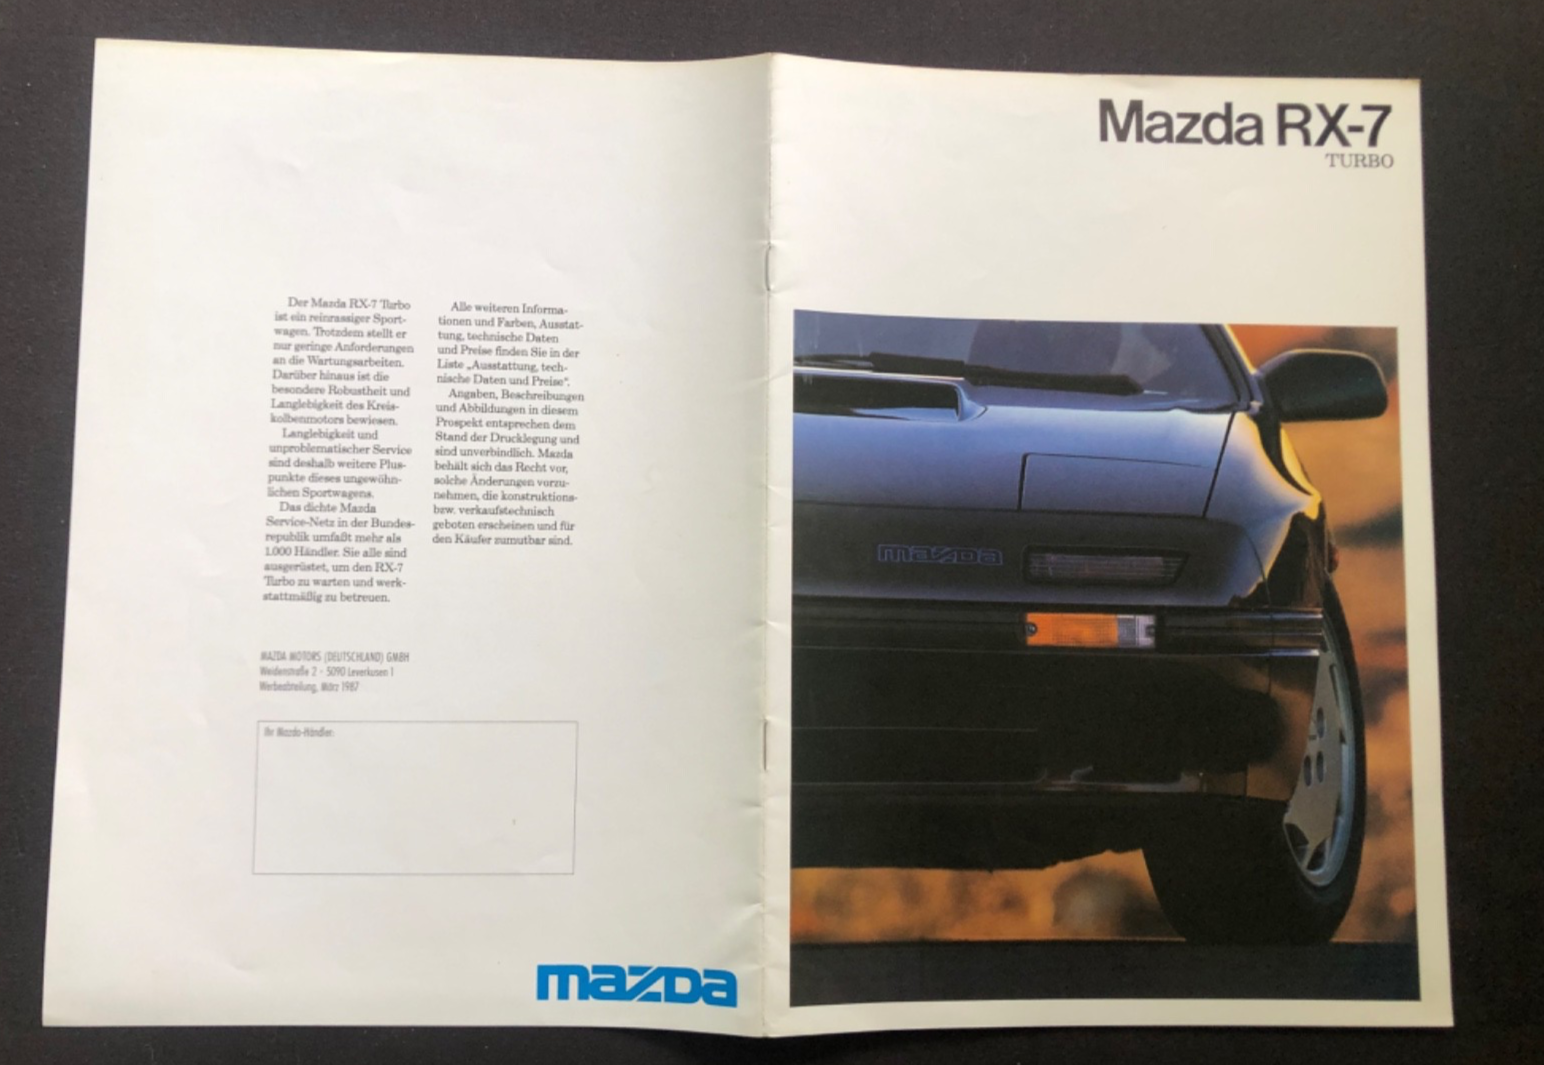 Der Mazda RX-7 Turbo
ist ein reinrassiger Sport-
wagen. Trotzdem stellt er
nur geringe Anforderungen
an die Wartungsarbeiten.
Darüber hinaus ist die
besondere Robustheit und
Langlebigkeit des Kreis-
kolbenmotors bewiesen.
Langlebigkeit und
unproblematischer Service
sind deshalb weitere Plus-
punkte dieses ungewöhn-
lichen Sportwagens.
Das dichte Mazda
Service-Netz in der Bundes-
republik umfaßt mehr als
1.000 Händler. Sie alle sind
ausgerüstet, um den RX-7
Turbo zu warten und werk-
stattmäßig zu betreuen.
Alle weiteren Informa-
tionen und Farben, Ausstat-
tung, technische Daten
und Preise finden Sie in der
Liste „Ausstattung, tech-
nische Daten und Preise“.
Angaben, Beschreibungen
und Abbildungen in diesem
Prospekt entsprechen dem
Stand der Drucklegung und
sind unverbindlich. Mazda
behält sich das Recht vor,
solche Änderungen vorzu-
nehmen, die konstruktions-
bzw. verkaufstechnisch
geboten erscheinen und für
den Käufer zumutbar sind.
MAZDA MOTORS (DEUTSCHLAND) GMBH
Weidenstraße 2 · 5090 Leverkusen 1
Werbeabteilung, März 1987
Ihr Mazda-Händler:
mazda
Mazda RX-7
TURBO
mazda